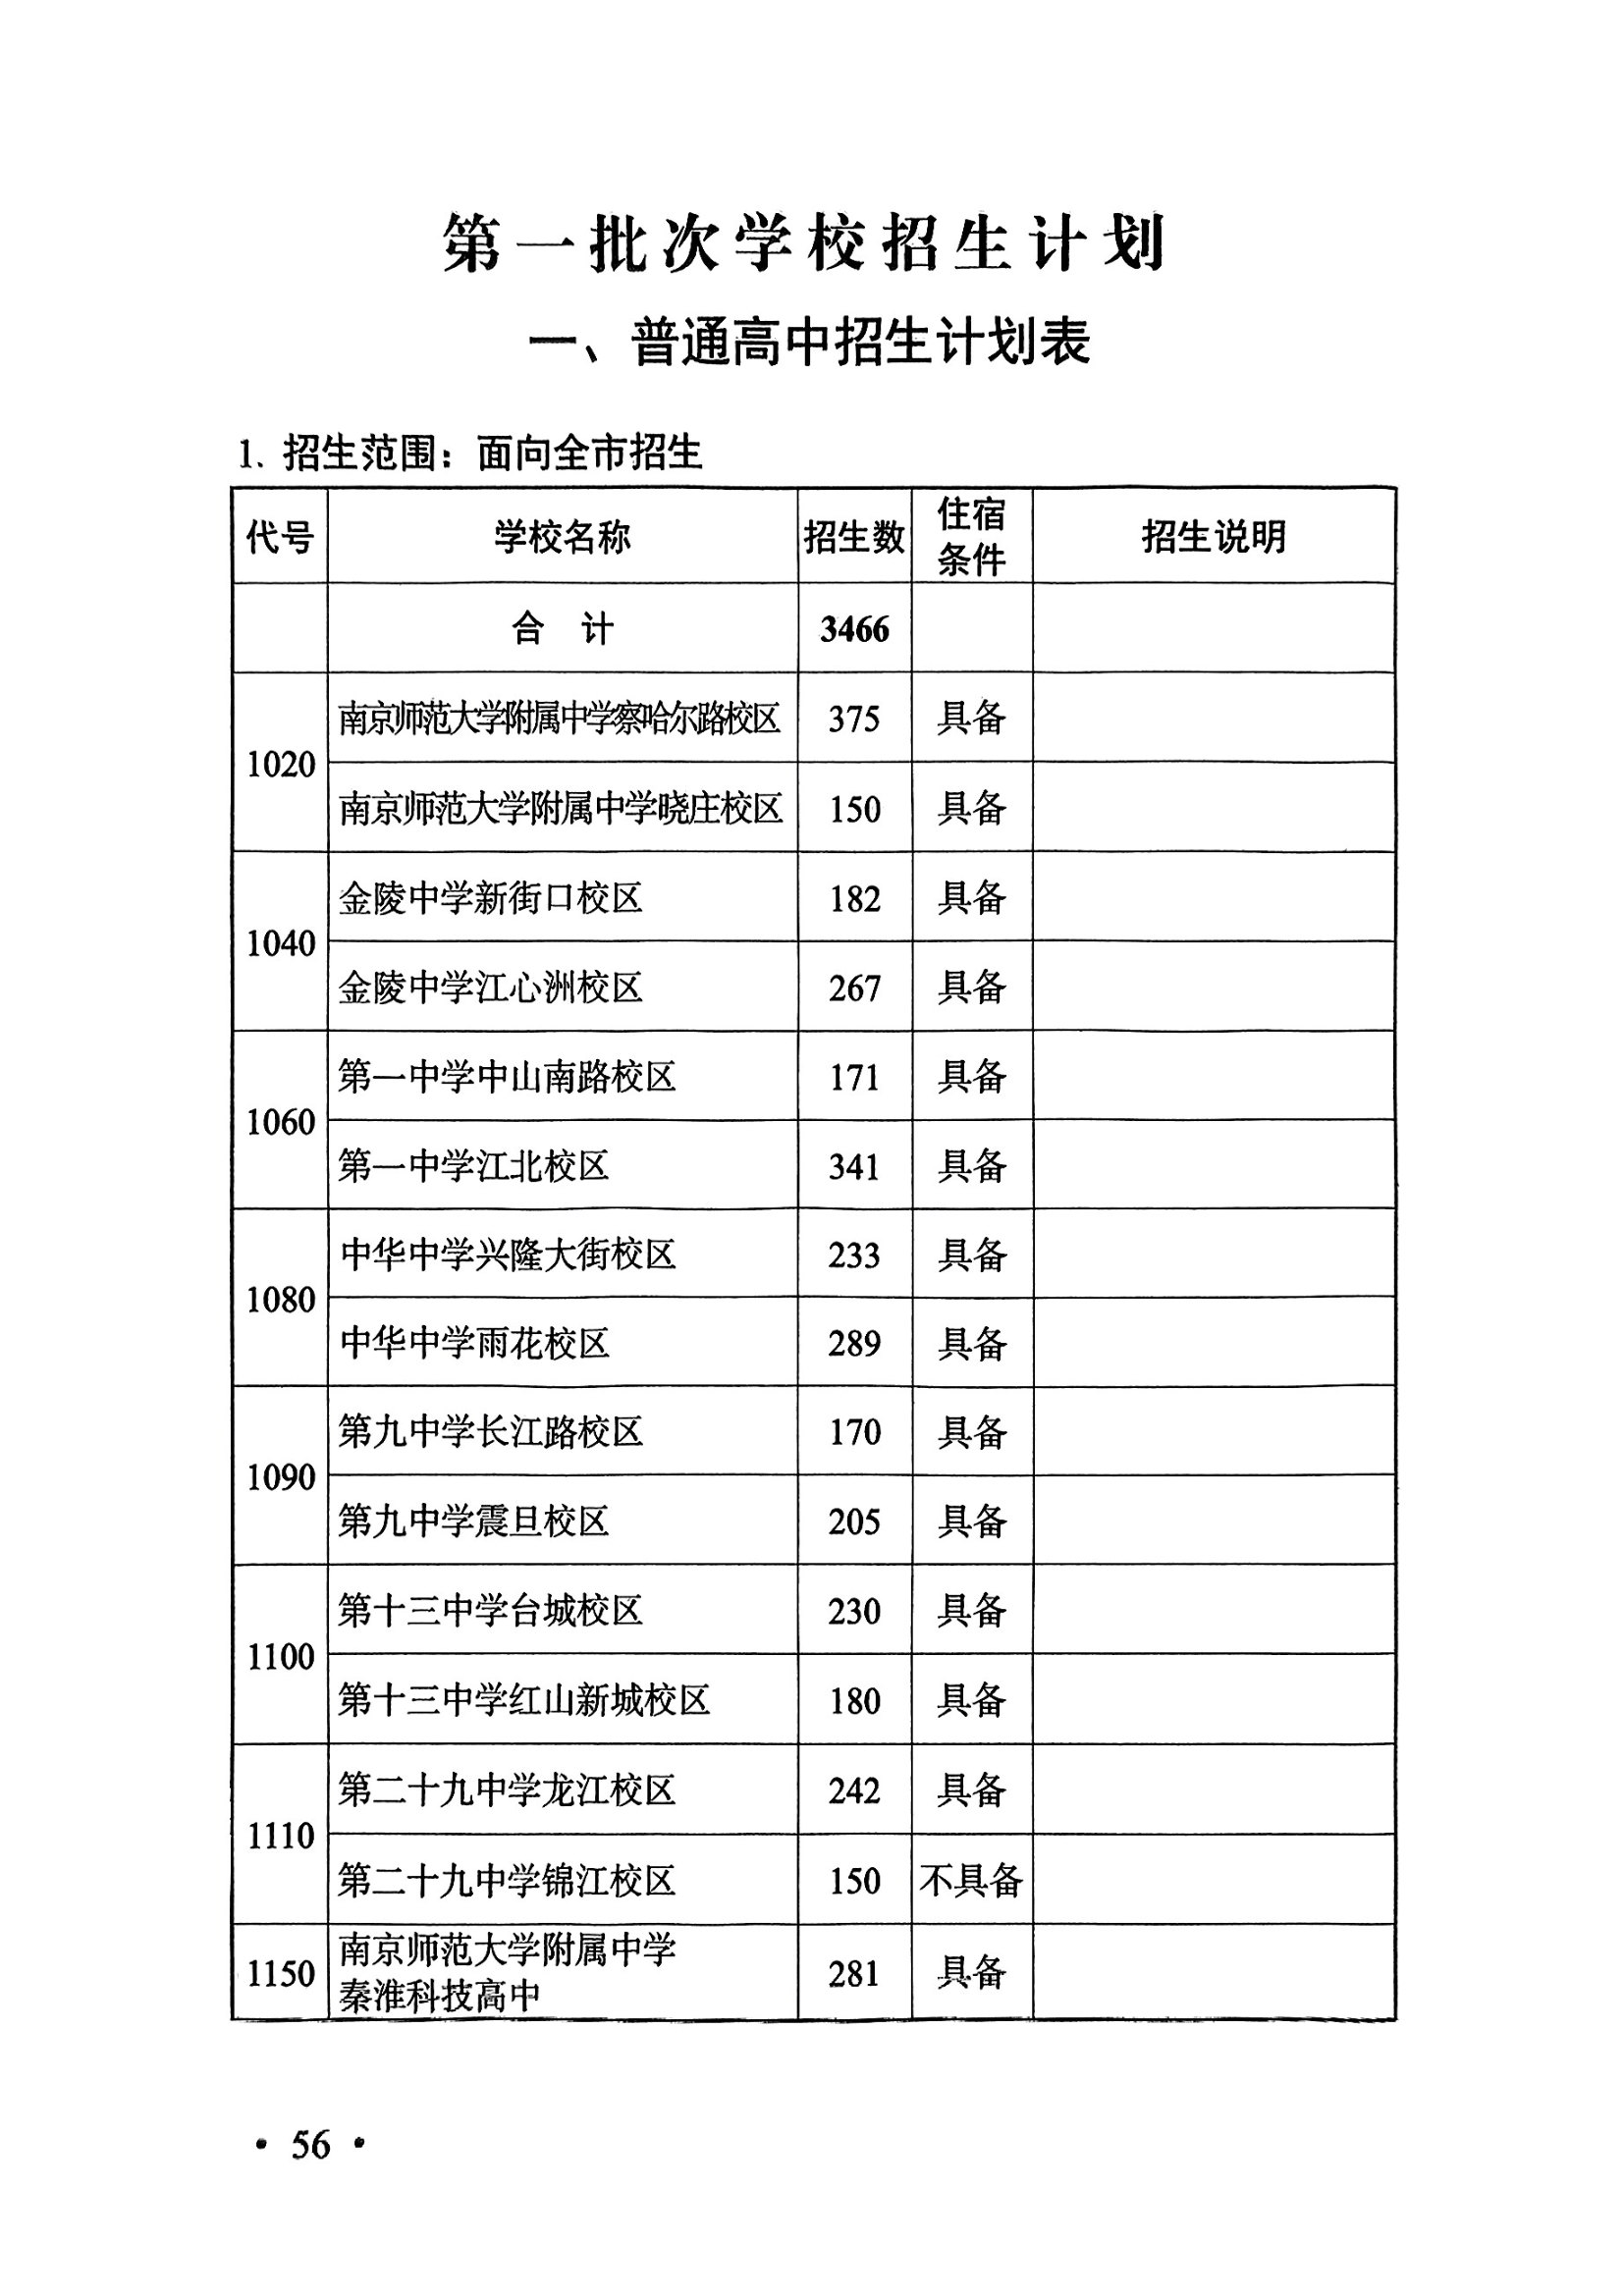 第一批次学校招生计划
一、普通高中招生计划表
1. 招生范围：面向全市招生
代号 学校名称 招生数 住宿条件 招生说明
合 计 3466
1020 南京师范大学附属中学察哈尔路校区 375 具备
南京师范大学附属中学晓庄校区 150 具备
1040 金陵中学新街口校区 182 具备
金陵中学江心洲校区 267 具备
1060 第一中学中山南路校区 171 具备
第一中学江北校区 341 具备
1080 中华中学兴隆大街校区 233 具备
中华中学雨花校区 289 具备
1090 第九中学长江路校区 170 具备
第九中学震旦校区 205 具备
1100 第十三中学台城校区 230 具备
第十三中学红山新城校区 180 具备
1110 第二十九中学龙江校区 242 具备
第二十九中学锦江校区 150 不具备
1150 南京师范大学附属中学
秦淮科技高中 281 具备
· 56 ·